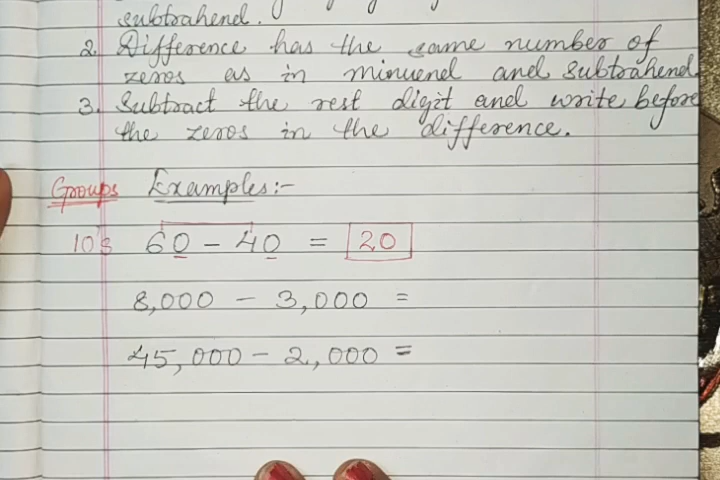 subtrahend.
2. Difference has the same number of
zeros as in minuend and subtrahend.
3. Subtract the rest digit and write before
the zeros in the difference.
Groups Examples:-
10's 60 - 40 = 20
8,000 - 3,000 =
45,000 - 2,000 =